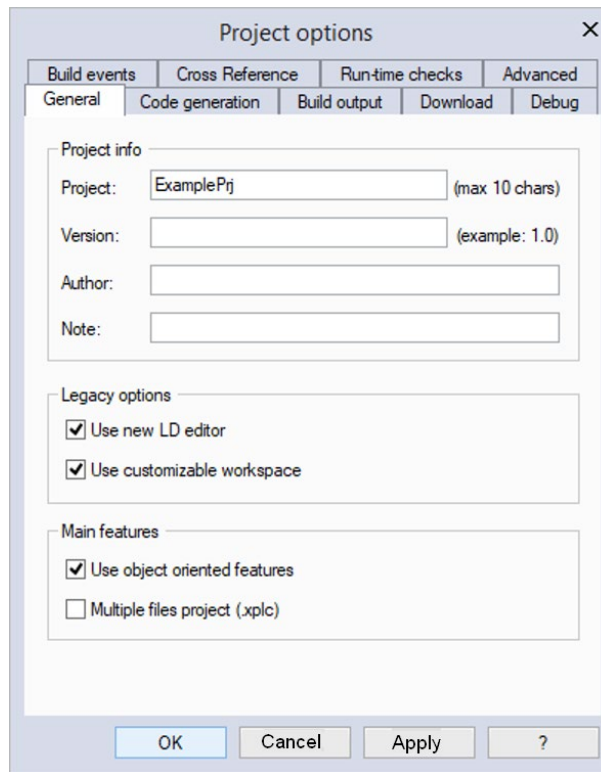 Project options
Build events Cross Reference Run-time checks Advanced
General Code generation Build output Download Debug
Project info
Project: ExamplePrj (max 10 chars)
Version: (example: 1.0)
Author:
Note:
Legacy options
Use new LD editor
Use customizable workspace
Main features
Use object oriented features
Multiple files project (.xplc)
OK Cancel Apply ?